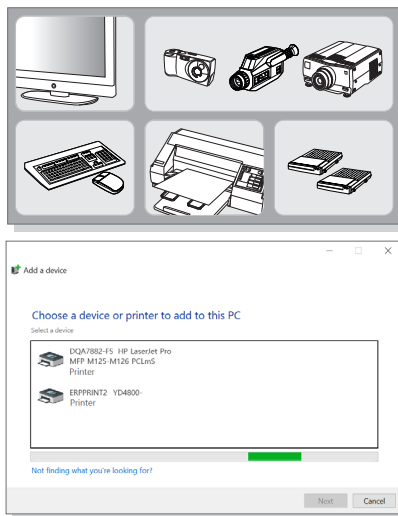 Add a device
Choose a device or printer to add to this PC
Select a device
DQA7882-F5 HP LaserJet Pro
MFP M125-M126 PCLmS
Printer
ERPPRINT2 YD4800-
Printer
Not finding what you're looking for?
Next Cancel